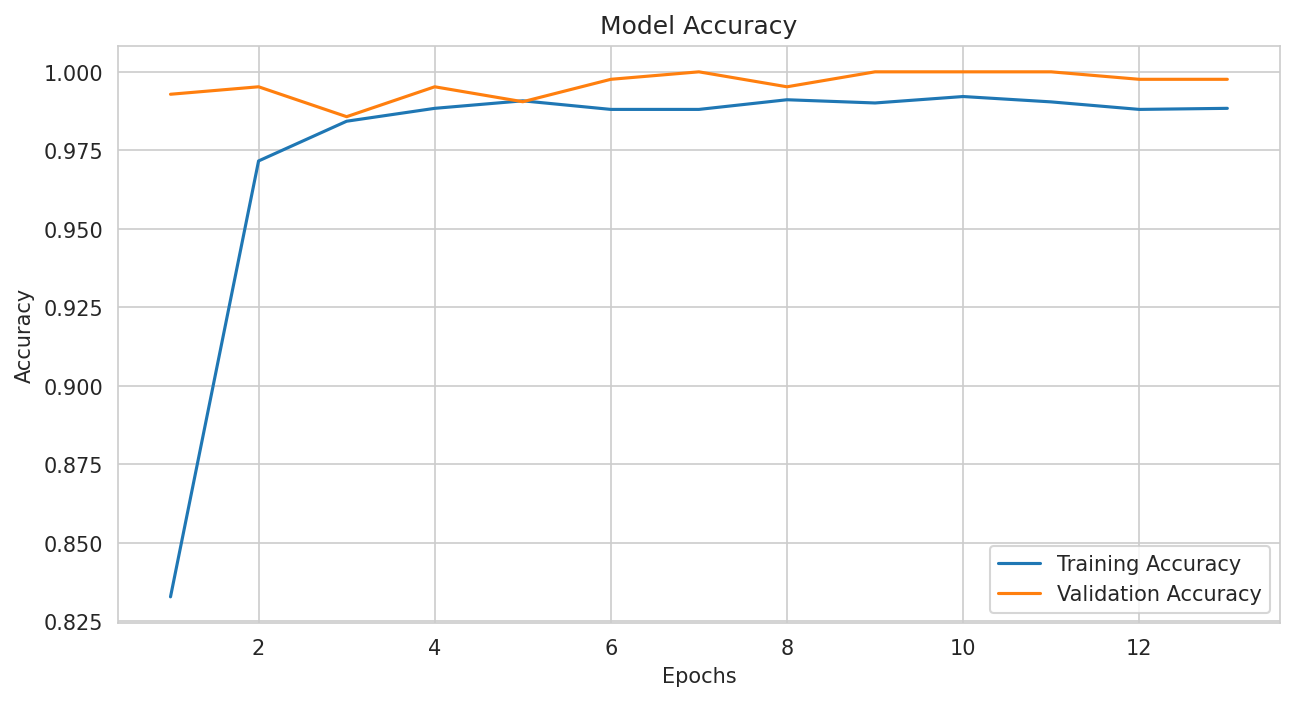 Model Accuracy
1.000
0.975
0.950
0.925
0.900
0.875
0.850
0.825
Accuracy
2 4 6 8 10 12
Epochs
Training Accuracy
Validation Accuracy